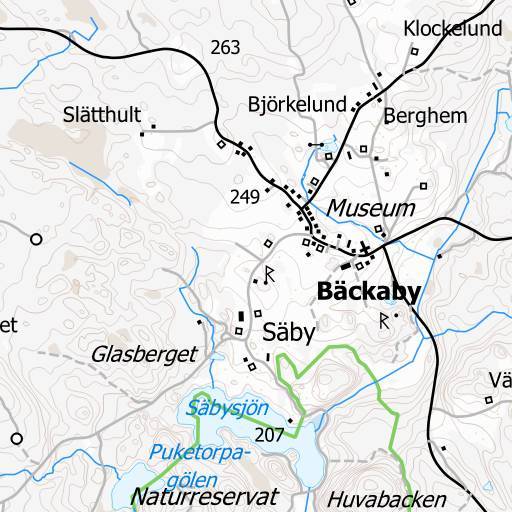 Klockelund
263
Björkelund
Slätthult
Berghem
249
Museum
R
Bäckaby
R
et
Säby
Glasberget
Vä
Säbysjön
207
Puketorpa-
gölen
Naturreservat
Huvabacken